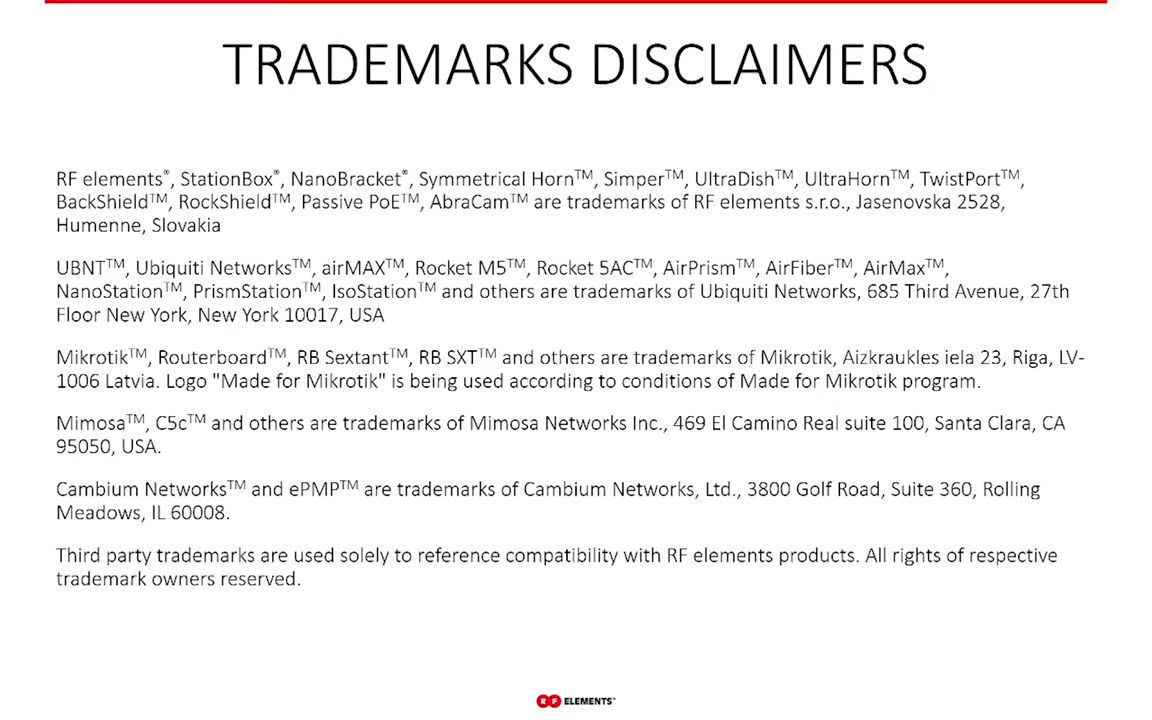 TRADEMARKS DISCLAIMERS
RF elements®, StationBox®, NanoBracket®, Symmetrical Horn™, Simper™, UltraDish™, UltraHorn™, TwistPort™,
BackShield™, RockShield™, Passive PoE™, AbraCam™ are trademarks of RF elements s.r.o., Jasenovska 2528,
Humenne, Slovakia
UBNT™, Ubiquiti Networks™, airMAX™, Rocket M5™, Rocket 5AC™, AirPrism™, AirFiber™, AirMax™,
NanoStation™, PrismStation™, IsoStation™ and others are trademarks of Ubiquiti Networks, 685 Third Avenue, 27th
Floor New York, New York 10017, USA
Mikrotik™, Routerboard™, RB Sextant™, RB SXT™ and others are trademarks of Mikrotik, Aizkraukles iela 23, Riga, LV-
1006 Latvia. Logo "Made for Mikrotik" is being used according to conditions of Made for Mikrotik program.
Mimosa™, C5c™ and others are trademarks of Mimosa Networks Inc., 469 El Camino Real suite 100, Santa Clara, CA
95050, USA.
Cambium Networks™ and ePMP™ are trademarks of Cambium Networks, Ltd., 3800 Golf Road, Suite 360, Rolling
Meadows, IL 60008.
Third party trademarks are used solely to reference compatibility with RF elements products. All rights of respective
trademark owners reserved.
RF ELEMENTS®